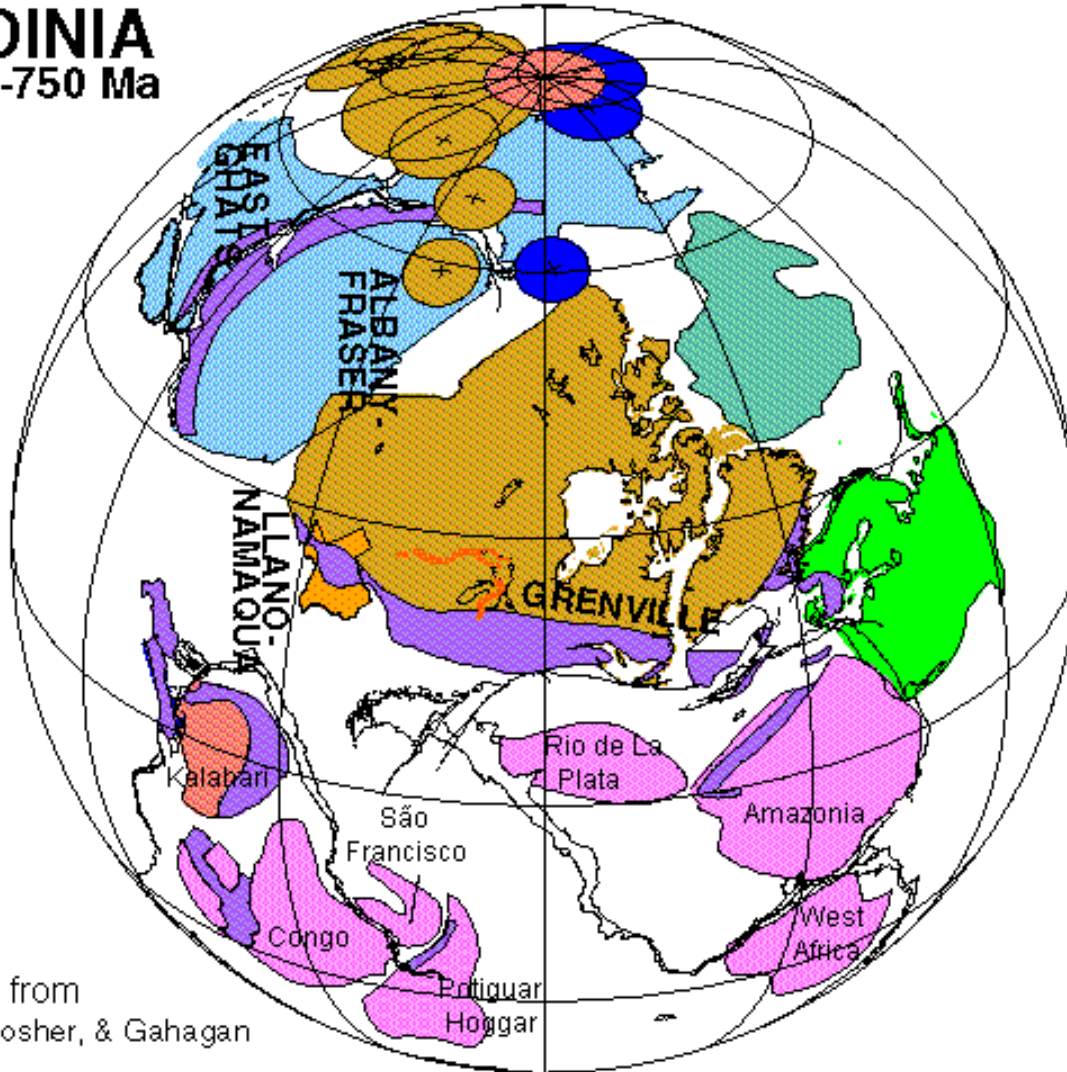 DINIA
-750 Ma
EAST
GHATS
ALBANY-
FRASER
LLANO-
NAMAQUA
GRENVILLE
Rio de La
Plata
Kalahari
Amazonia
São
Francisco
West
Africa
Congo
Potiguar
Hoggar
from
osher, & Gahagan